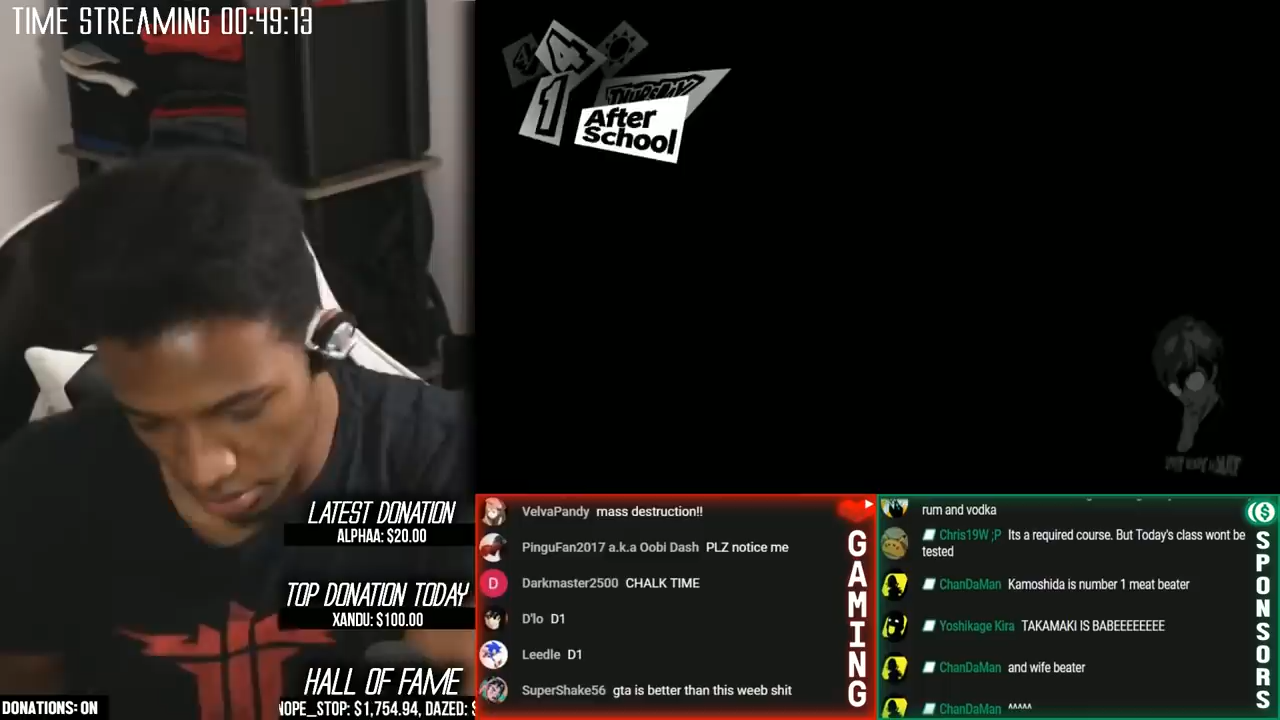 TIME STREAMING 00:49:13
4/
4
1
THURSDAY
After
School
LATEST DONATION
ALPHAA: $20.00
TOP DONATION TODAY
XANDU: $100.00
HALL OF FAME
NOPE_STOP: $1,754.94, DAZED: $
DONATIONS: ON
VelvaPandy mass destruction!!
PinguFan2017 a.k.a Oobi Dash PLZ notice me
D
Darkmaster2500 CHALK TIME
D'lo D1
Leedle D1
SuperShake56 gta is better than this weeb shit
GAMING
rum and vodka
Chris19W ;P Its a required course. But Today's class wont be
tested
ChanDaMan Kamoshida is number 1 meat beater
Yoshikage Kira TAKAMAKI IS BABEEEEEEE
ChanDaMan and wife beater
ChanDaMan ^^^^^
$
SPONSORS